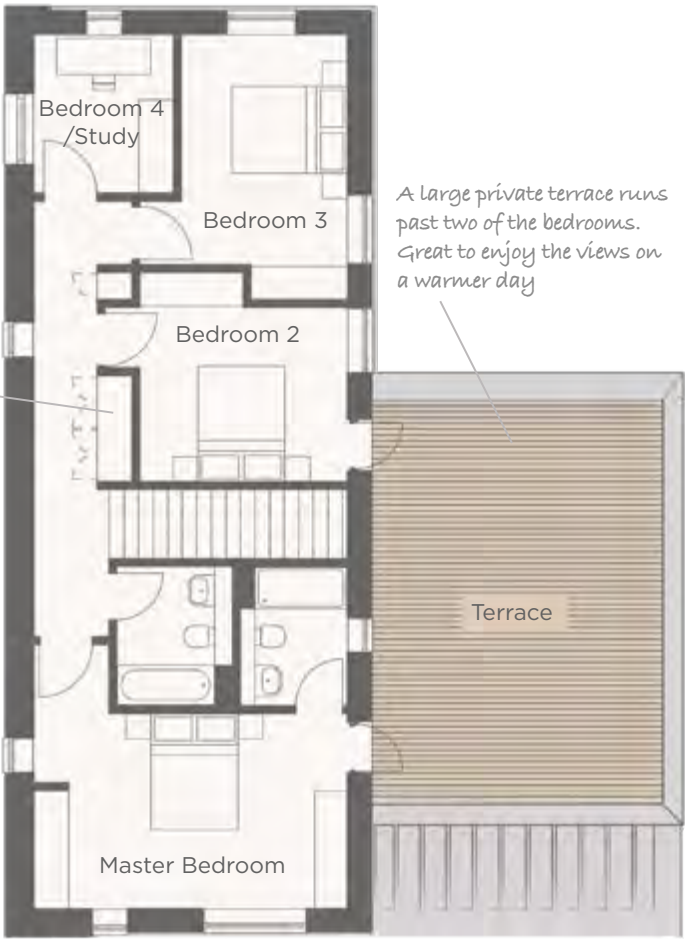 Bedroom 4
/Study
Bedroom 3
A large private terrace runs
past two of the bedrooms.
Great to enjoy the views on
a warmer day
Bedroom 2
Terrace
Master Bedroom